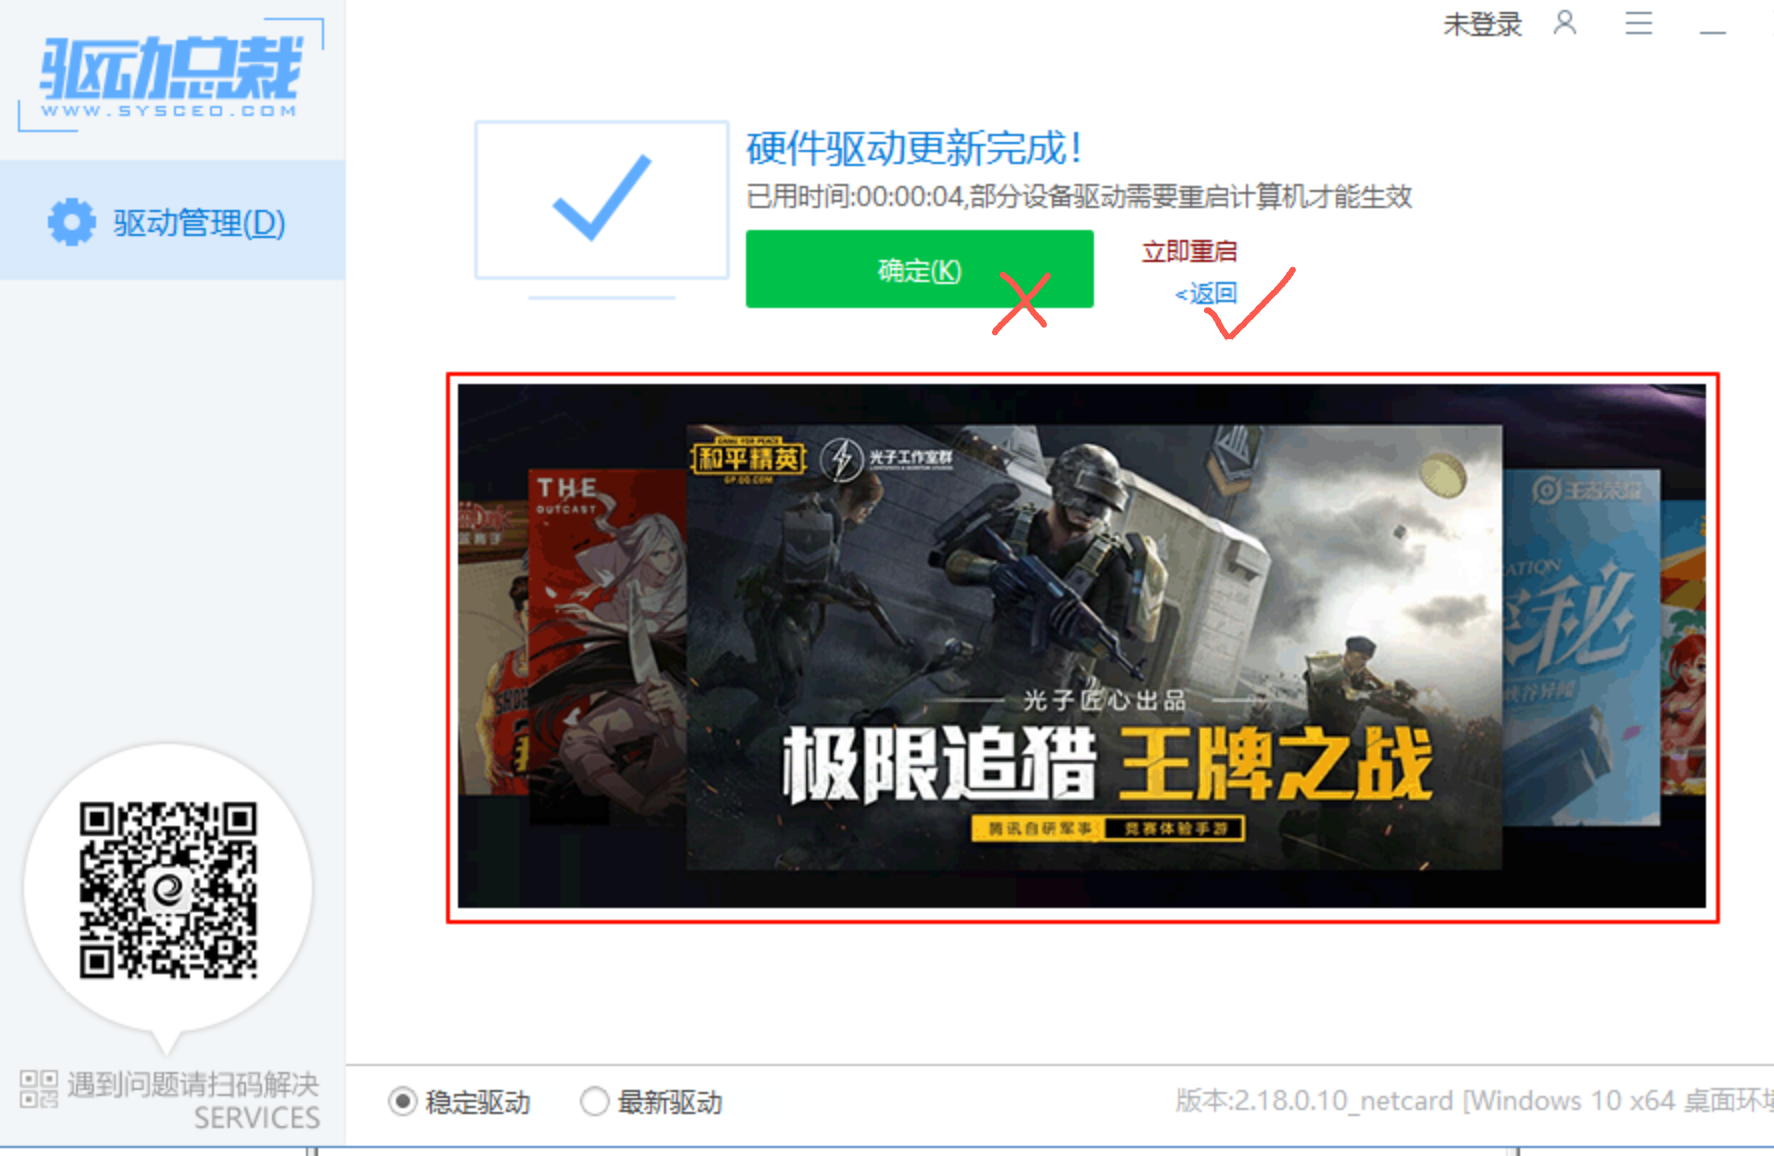 未登录
驱动总裁
WWW.SYSCEO.COM
驱动管理(D)
硬件驱动更新完成!
已用时间:00:00:04,部分设备驱动需要重启计算机才能生效
确定(K)
立即重启
<返回
GAME FOR PEACE
和平精英
GP.QQ.COM
光子工作室群
THE
OUTCAST
王者荣耀
光子匠心出品
极限追猎 王牌之战
腾讯自研军事 竞赛体验手游
遇到问题请扫码解决
SERVICES
稳定驱动
最新驱动
版本:2.18.0.10_netcard [Windows 10 x64 桌面环境